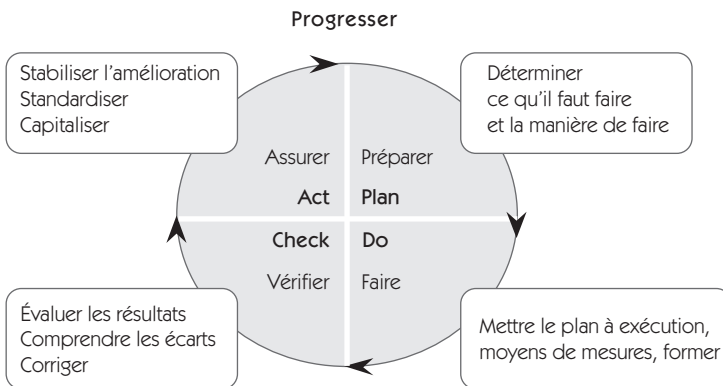 Progresser
Stabiliser l'amélioration
Standardiser
Capitaliser
Déterminer
ce qu'il faut faire
et la manière de faire
Assurer
Préparer
Act
Plan
Check
Do
Vérifier
Faire
Évaluer les résultats
Comprendre les écarts
Corriger
Mettre le plan à exécution,
moyens de mesures, former